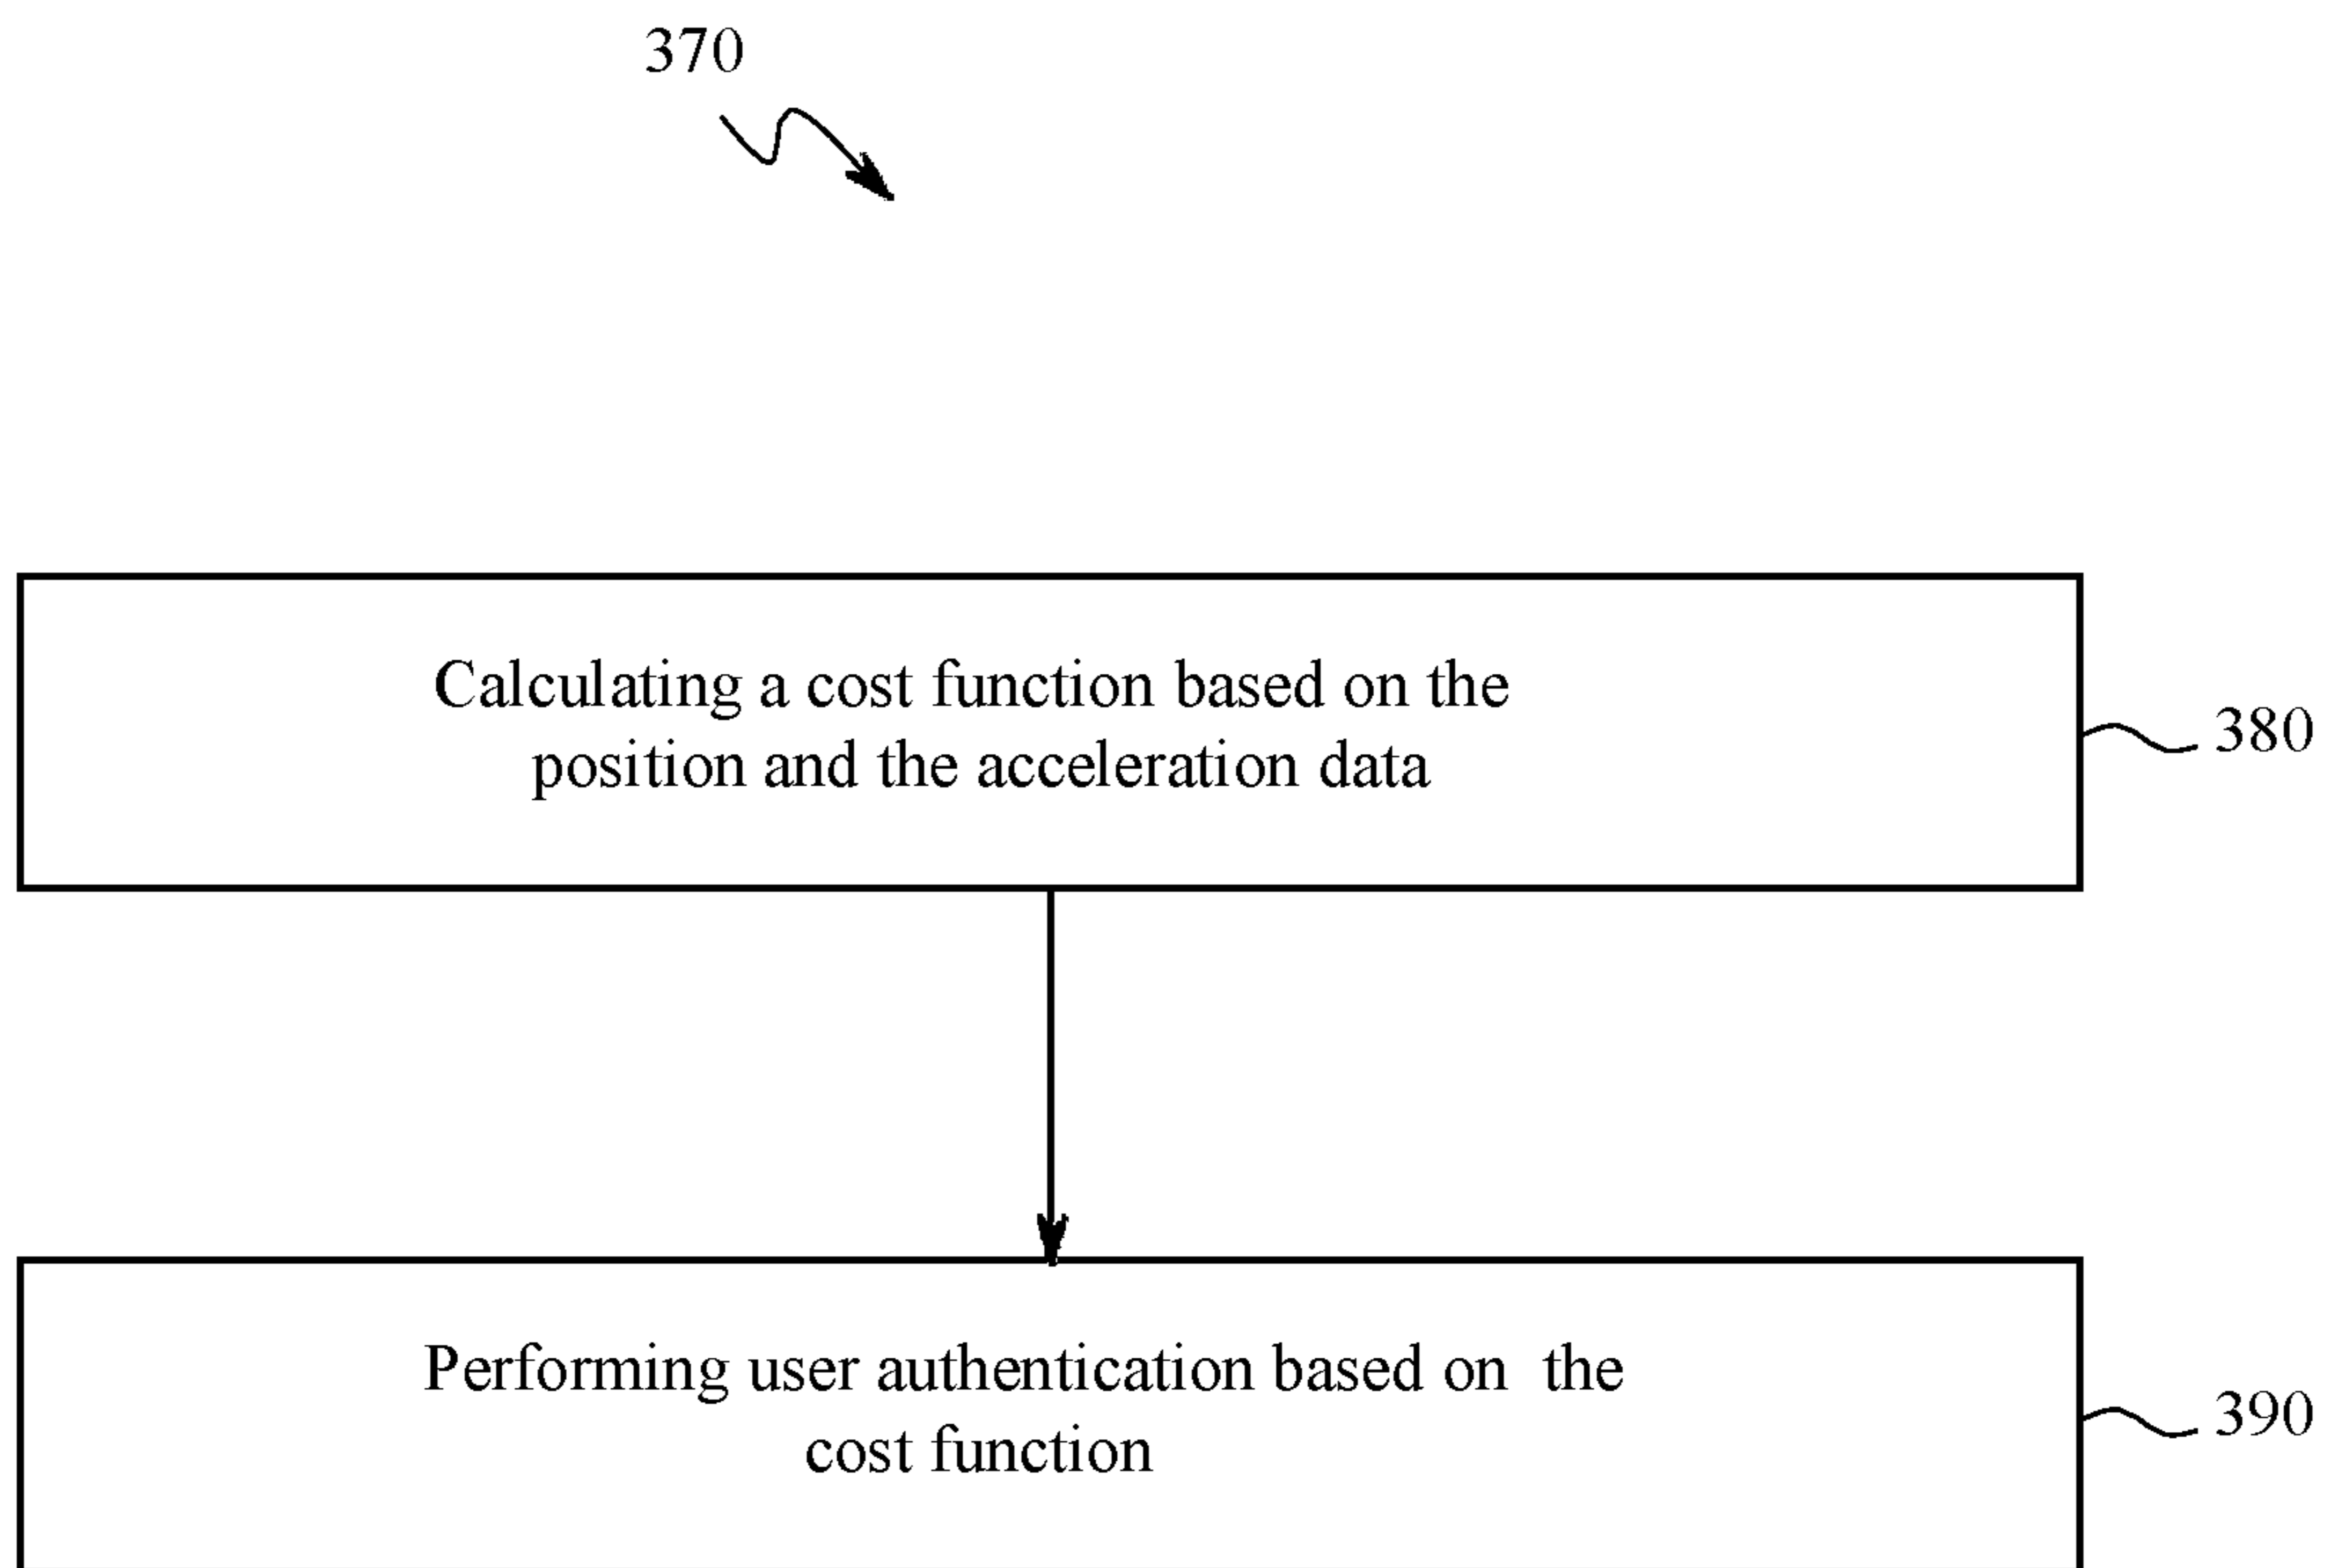 370
Calculating a cost function based on the
position and the acceleration data
380
Performing user authentication based on the
cost function
390